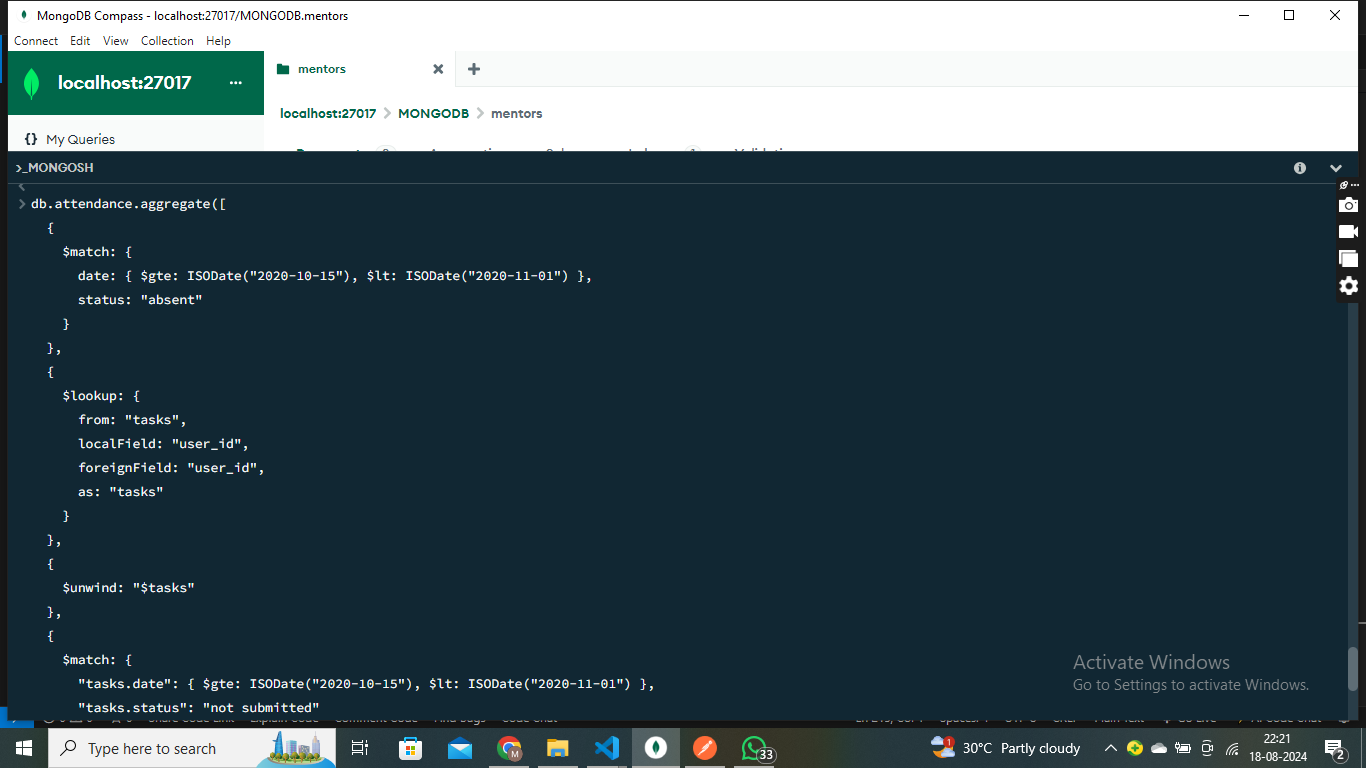 MongoDB Compass - localhost:27017/MONGODB.mentors
Connect Edit View Collection Help
localhost:27017 ...
mentors
localhost:27017 > MONGODB > mentors
{} My Queries
>_MONGOSH
db.attendance.aggregate([
{
$match: {
date: { $gte: ISODate("2020-10-15"), $lt: ISODate("2020-11-01") },
status: "absent"
}
},
{
$lookup: {
from: "tasks",
localField: "user_id",
foreignField: "user_id",
as: "tasks"
}
},
{
$unwind: "$tasks"
},
{
$match: {
"tasks.date": { $gte: ISODate("2020-10-15"), $lt: ISODate("2020-11-01") },
"tasks.status": "not submitted"
Activate Windows
Go to Settings to activate Windows.
Type here to search
M
33
1
30°C Partly cloudy
22:21
18-08-2024
2